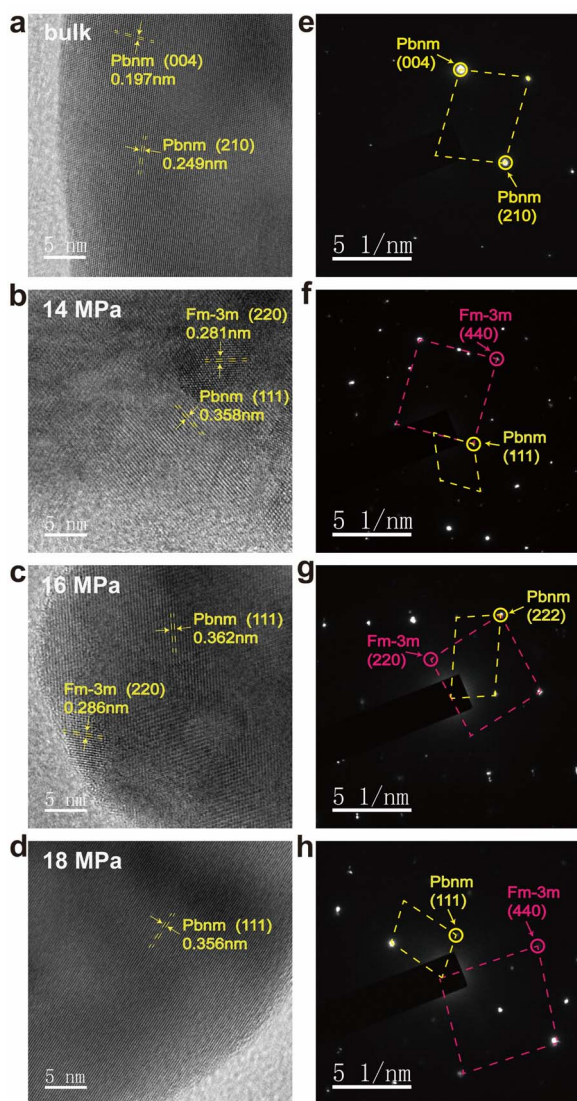 a
bulk
Pbnm (004)
0.197nm
Pbnm (210)
0.249nm
5 nm
e
Pbnm
(004)
Pbnm
(210)
5 1/nm
b
14 MPa
Fm-3m (220)
0.281nm
Pbnm (111)
0.358nm
5 nm
f
Fm-3m
(440)
Pbnm
(111)
5 1/nm
c
16 MPa
Pbnm (111)
0.362nm
Fm-3m (220)
0.286nm
5 nm
g
Pbnm
(222)
Fm-3m
(220)
5 1/nm
d
18 MPa
Pbnm (111)
0.356nm
5 nm
h
Pbnm
(111)
Fm-3m
(440)
5 1/nm